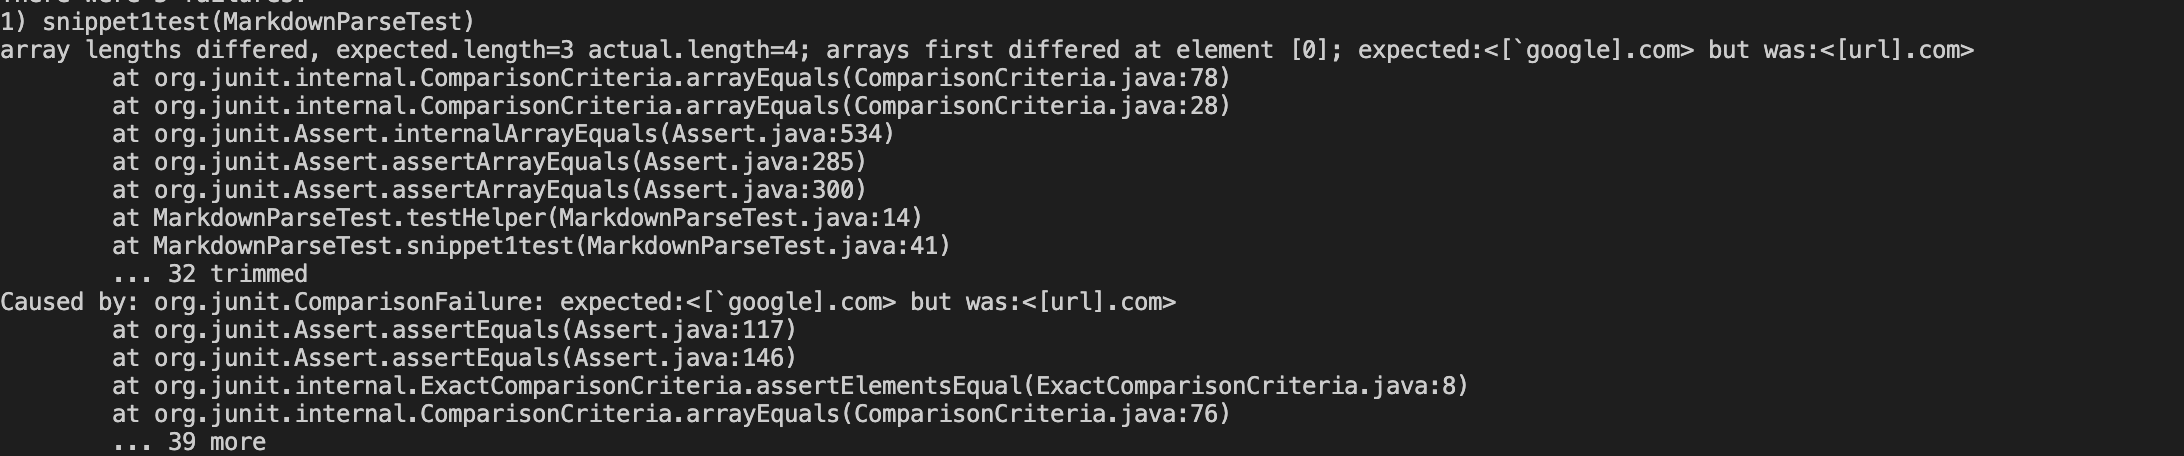 There were 3 failures:
1) snippet1test(MarkdownParseTest)
array lengths differed, expected.length=3 actual.length=4; arrays first differed at element [0]; expected:<[`google].com> but was:<[url].com>
at org.junit.internal.ComparisonCriteria.arrayEquals(ComparisonCriteria.java:78)
at org.junit.internal.ComparisonCriteria.arrayEquals(ComparisonCriteria.java:28)
at org.junit.Assert.internalArrayEquals(Assert.java:534)
at org.junit.Assert.assertArrayEquals(Assert.java:285)
at org.junit.Assert.assertArrayEquals(Assert.java:300)
at MarkdownParseTest.testHelper(MarkdownParseTest.java:14)
at MarkdownParseTest.snippet1test(MarkdownParseTest.java:41)
... 32 trimmed
Caused by: org.junit.ComparisonFailure: expected:<[`google].com> but was:<[url].com>
at org.junit.Assert.assertEquals(Assert.java:117)
at org.junit.Assert.assertEquals(Assert.java:146)
at org.junit.internal.ExactComparisonCriteria.assertElementsEqual(ExactComparisonCriteria.java:8)
at org.junit.internal.ComparisonCriteria.arrayEquals(ComparisonCriteria.java:76)
... 39 more